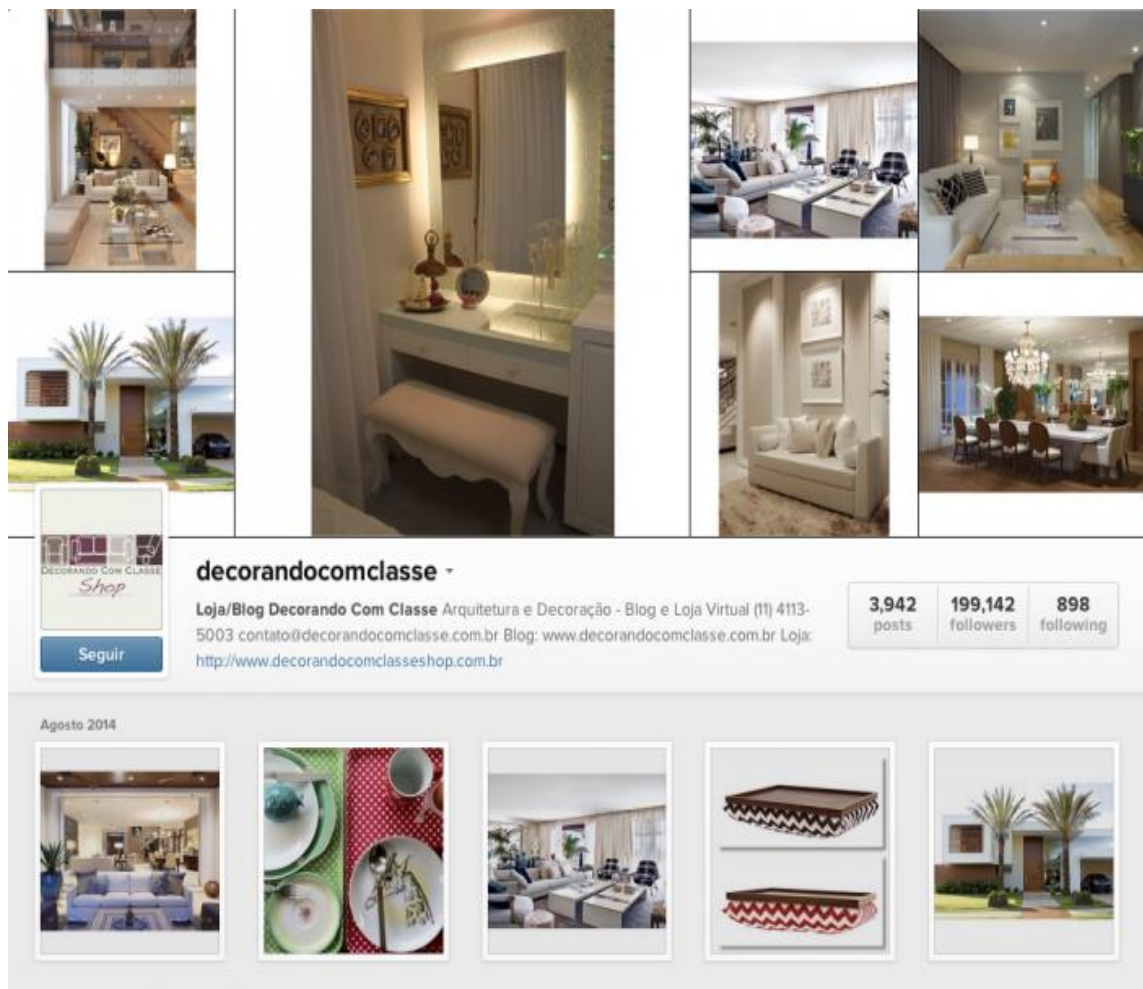 DECORANDO COM CLASSE
Shop
Seguir
decorandocomclasse
Loja/Blog Decorando Com Classe Arquitetura e Decoração - Blog e Loja Virtual (11) 4113-
5003 contato@decorandocomclasse.com.br Blog: www.decorandocomclasse.com.br Loja:
http://www.decorandocomclasseshop.com.br
3,942 199,142 898
posts followers following
Agosto 2014